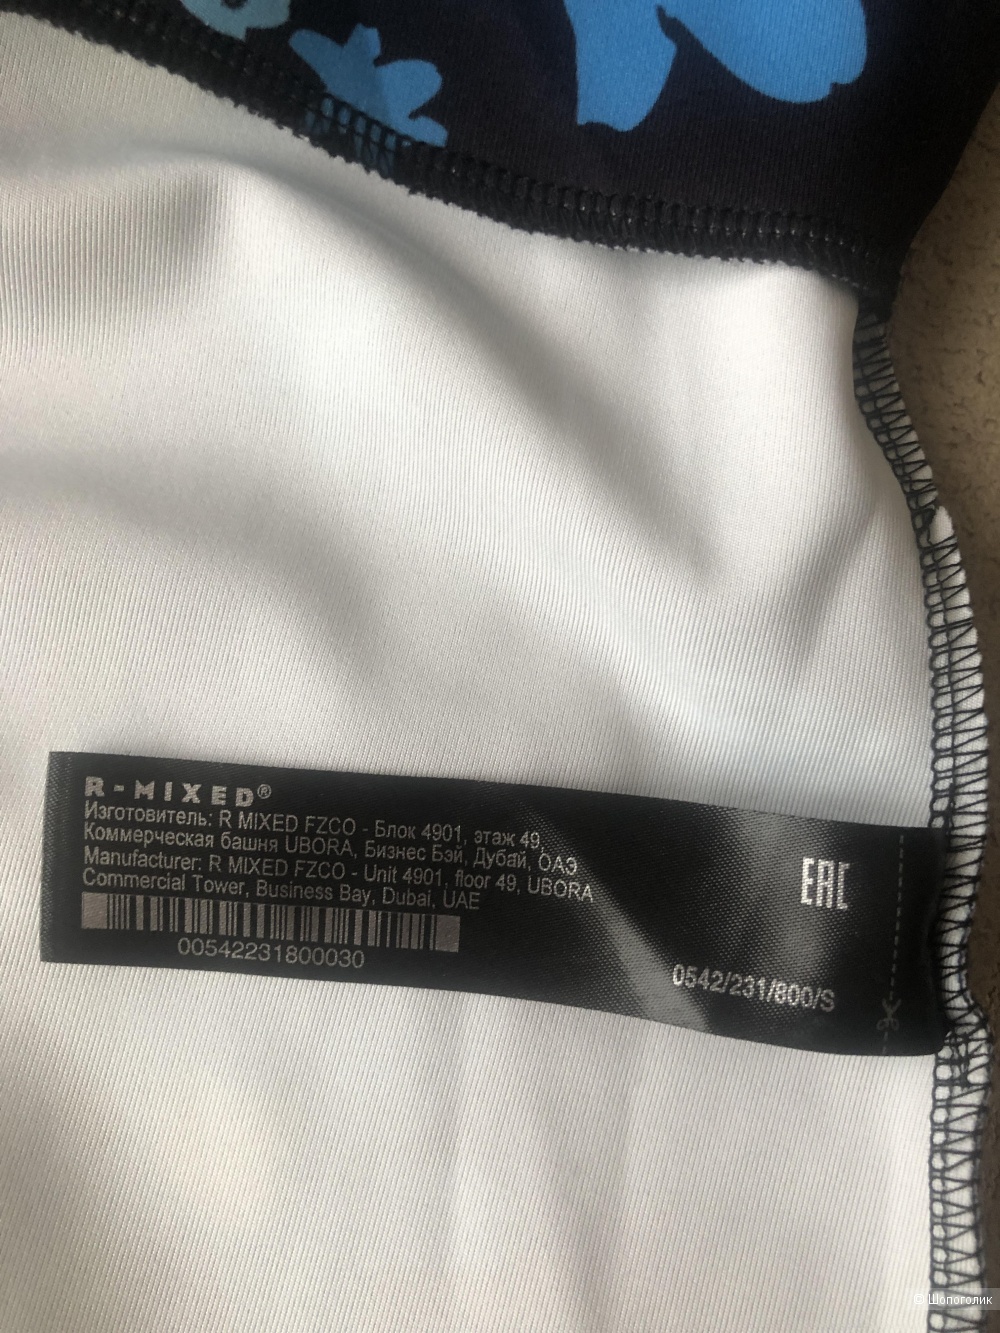 R-MIXED®
Изготовитель: R MIXED FZCO - Блок 4901, этаж 49,
Коммерческая башня UBORA, Бизнес Бэй, Дубай, ОАЭ
Manufacturer: R MIXED FZCO - Unit 4901, floor 49, UBORA
Commercial Tower, Business Bay, Dubai, UAE
00542231800030
EAC
0542/231/800/S
© Шопоголик